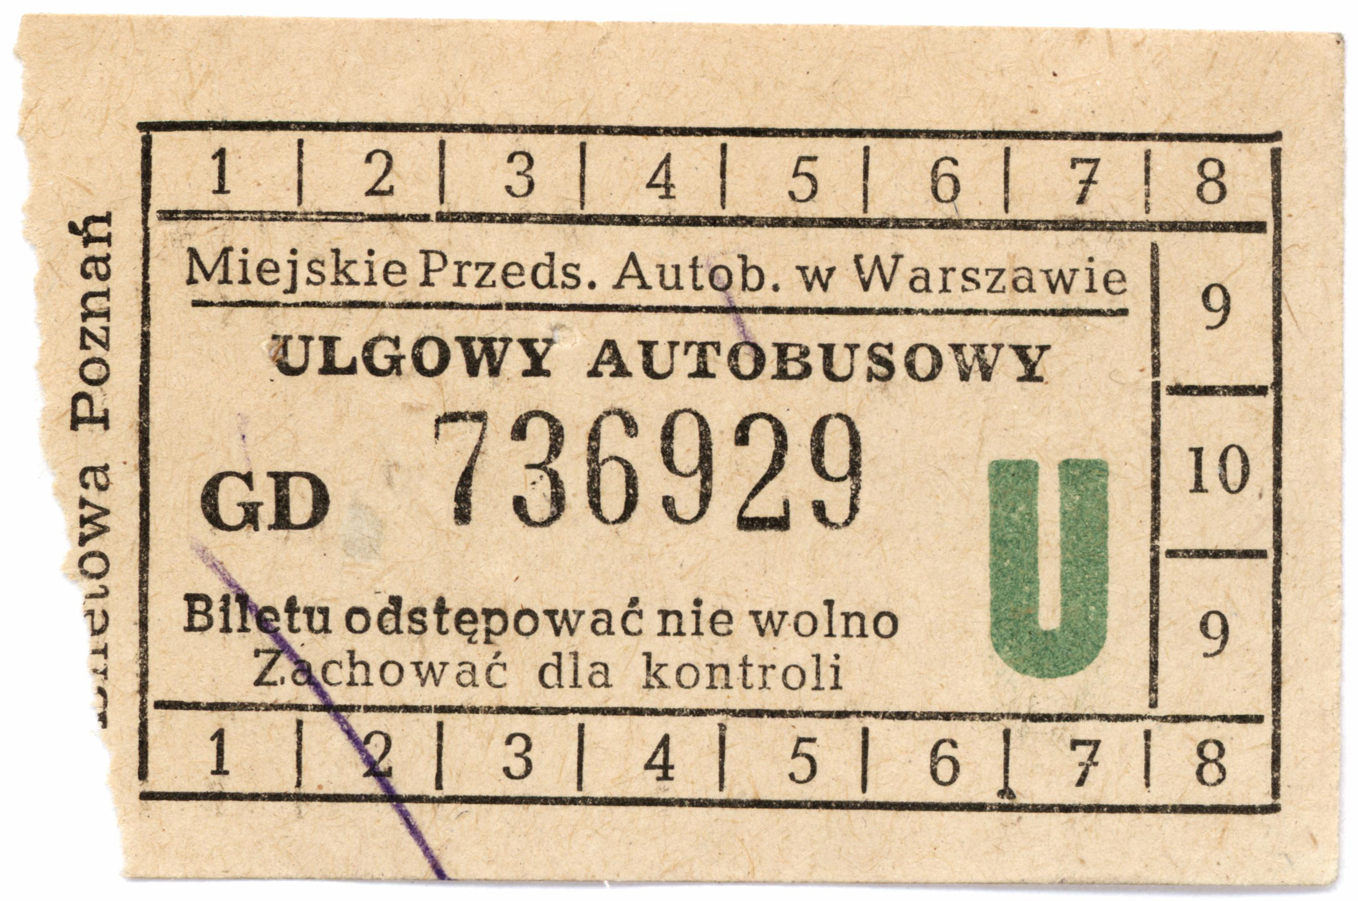 1 | 2 | 3 | 4 | 5 | 6 | 7 | 8
Miejskie Przeds. Autob. w Warszawie
9
ULGOWY AUTOBUSOWY
GD 736929
10
U
Biletu odstępować nie wolno
9
Zachować dla kontroli
1 | 2 | 3 | 4 | 5 | 6 | 7 | 8
Biletowa Poznań